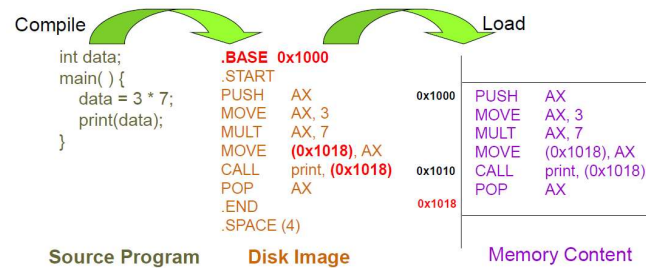 Compile
Load
int data;
main( ) {
data = 3 * 7;
print(data);
}
.BASE 0x1000
.START
PUSH AX
MOVE AX, 3
MULT AX, 7
MOVE (0x1018), AX
CALL print, (0x1018)
POP AX
.END
.SPACE (4)
0x1000
0x1010
0x1018
PUSH AX
MOVE AX, 3
MULT AX, 7
MOVE (0x1018), AX
CALL print, (0x1018)
POP AX
Source Program
Disk Image
Memory Content